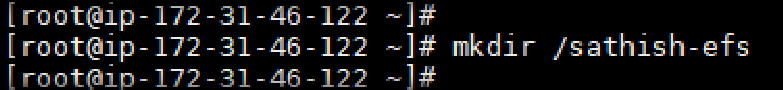 [root@ip-172-31-46-122 ~]#
[root@ip-172-31-46-122 ~]# mkdir /sathish-efs
[root@ip-172-31-46-122 ~]#